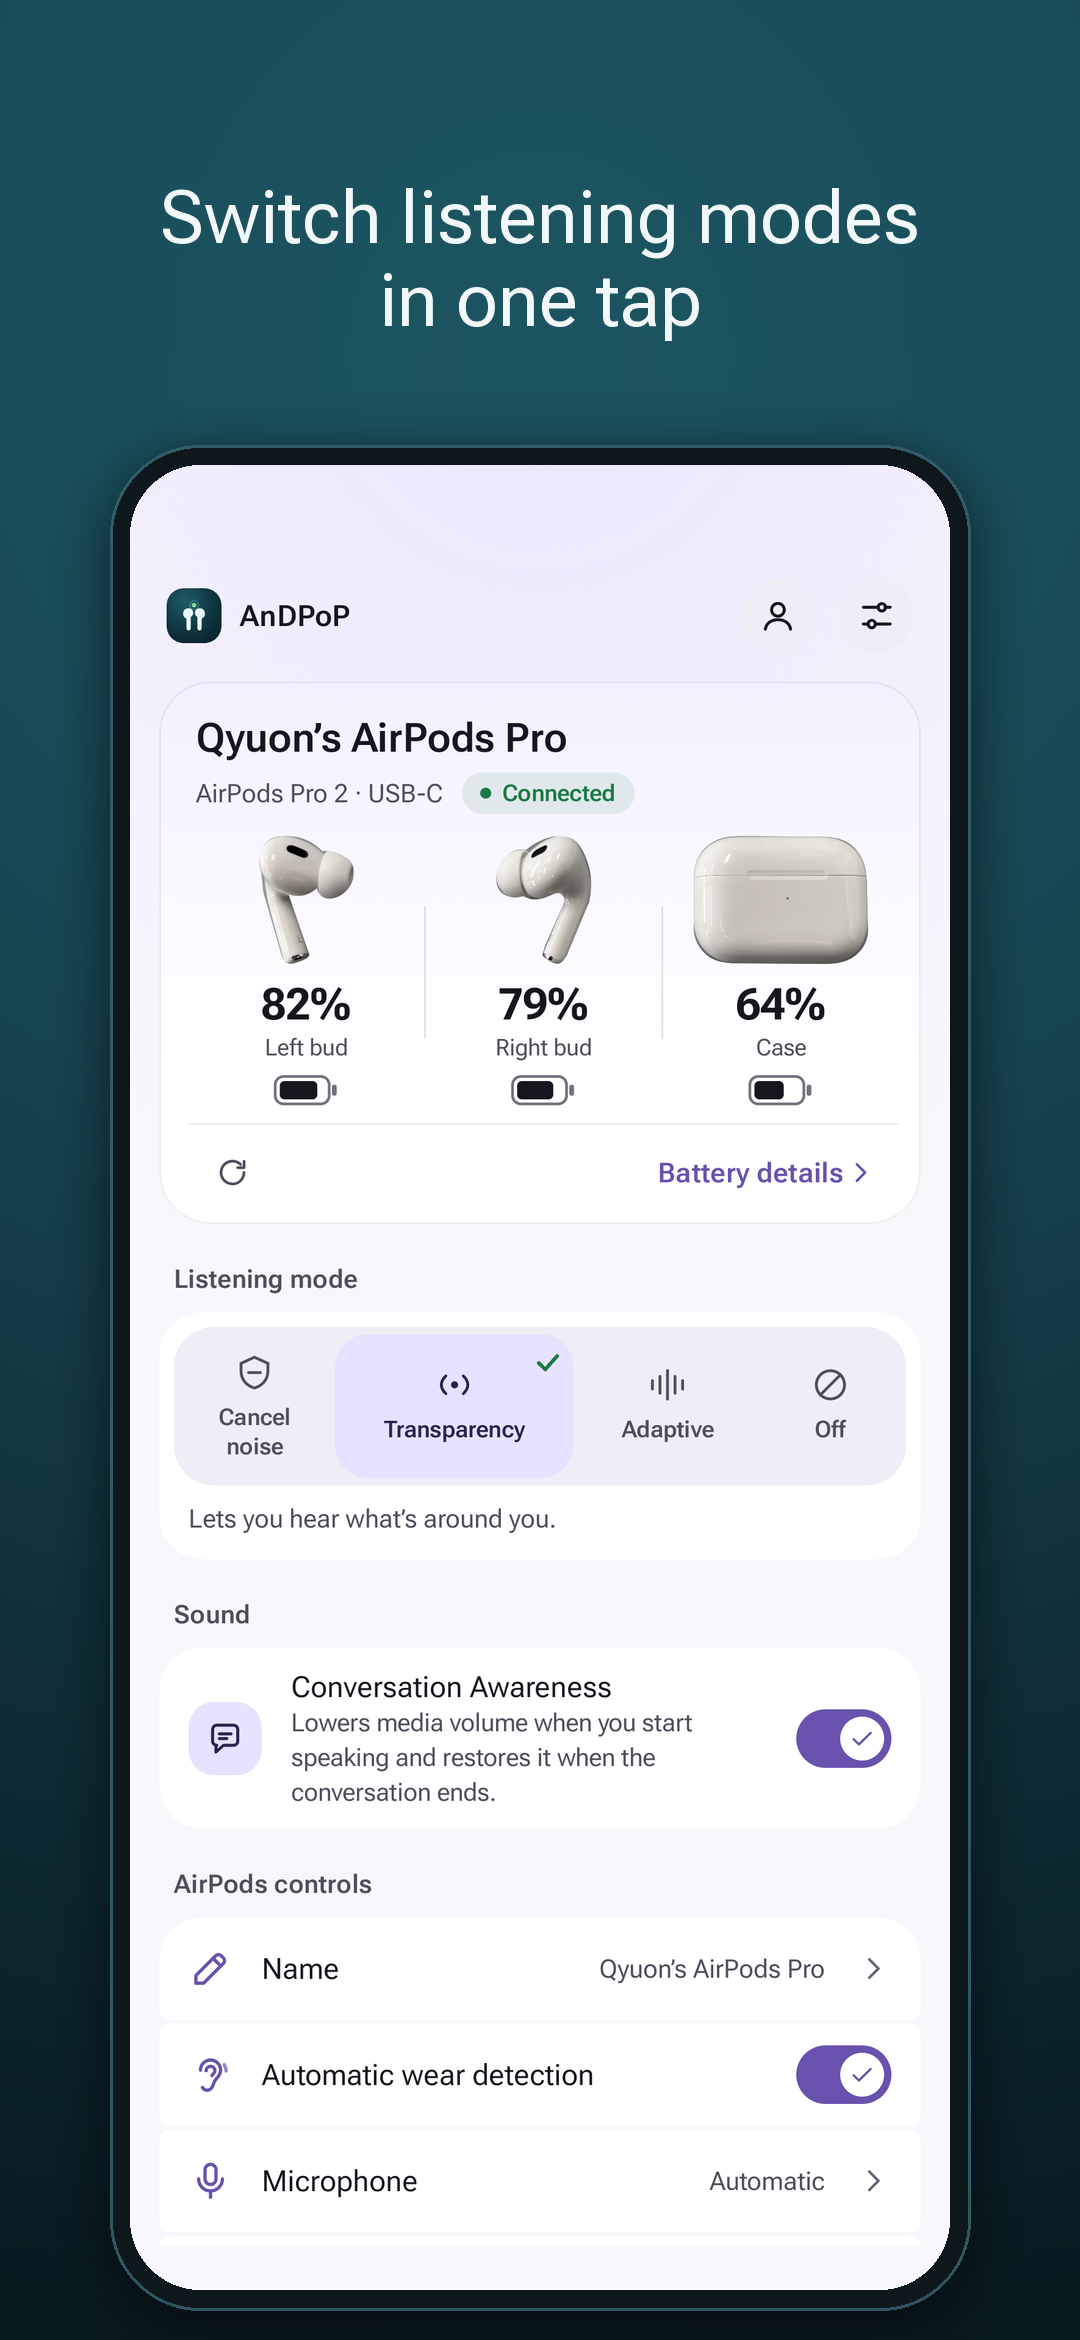 Switch listening modes
in one tap
AnDPoP
Qyuon’s AirPods Pro
AirPods Pro 2 · USB-C
Connected
82%
79%
64%
Left bud
Right bud
Case
Battery details
Listening mode
Cancel
noise
Transparency
Adaptive
Off
Lets you hear what’s around you.
Sound
Conversation Awareness
Lowers media volume when you start
speaking and restores it when the
conversation ends.
AirPods controls
Name
Qyuon’s AirPods Pro
Automatic wear detection
Microphone
Automatic